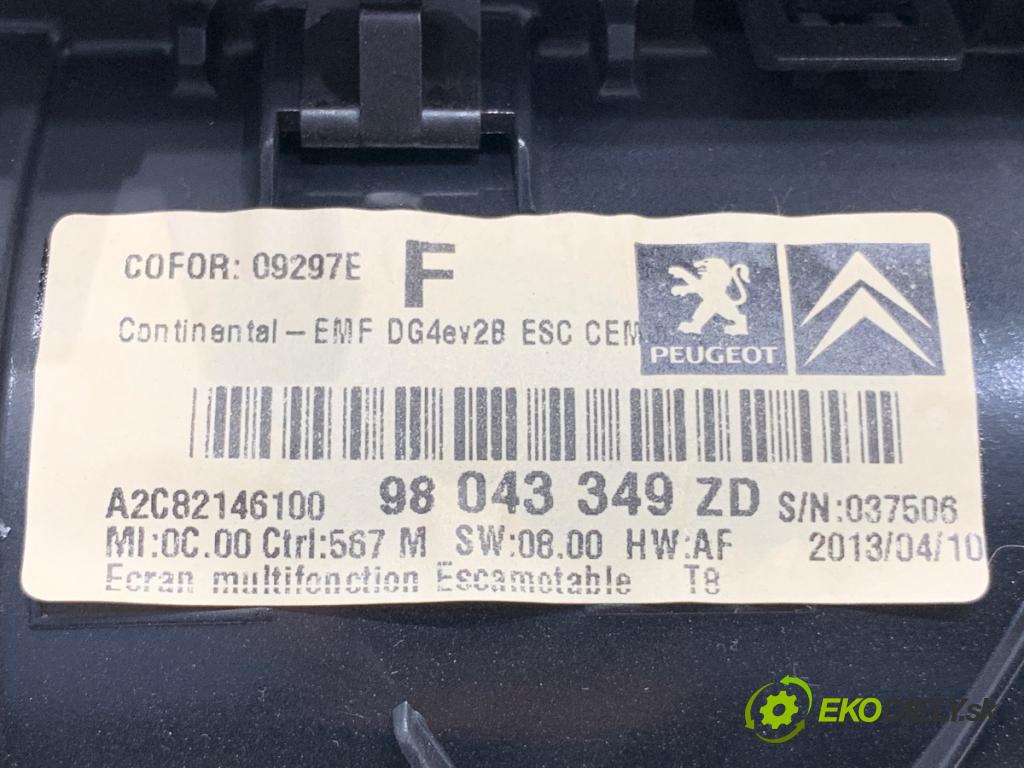 COFOR: 09297E F
Continental-EMF DG4ev2B ESC CEM
PEUGEOT
A2C82146100 98 043 349 ZD S/N:037506
MI:0C.00 Ctrl:567 M SW:08.00 HW:AF 2013/04/10
Ecran multifonction Escamotable T8